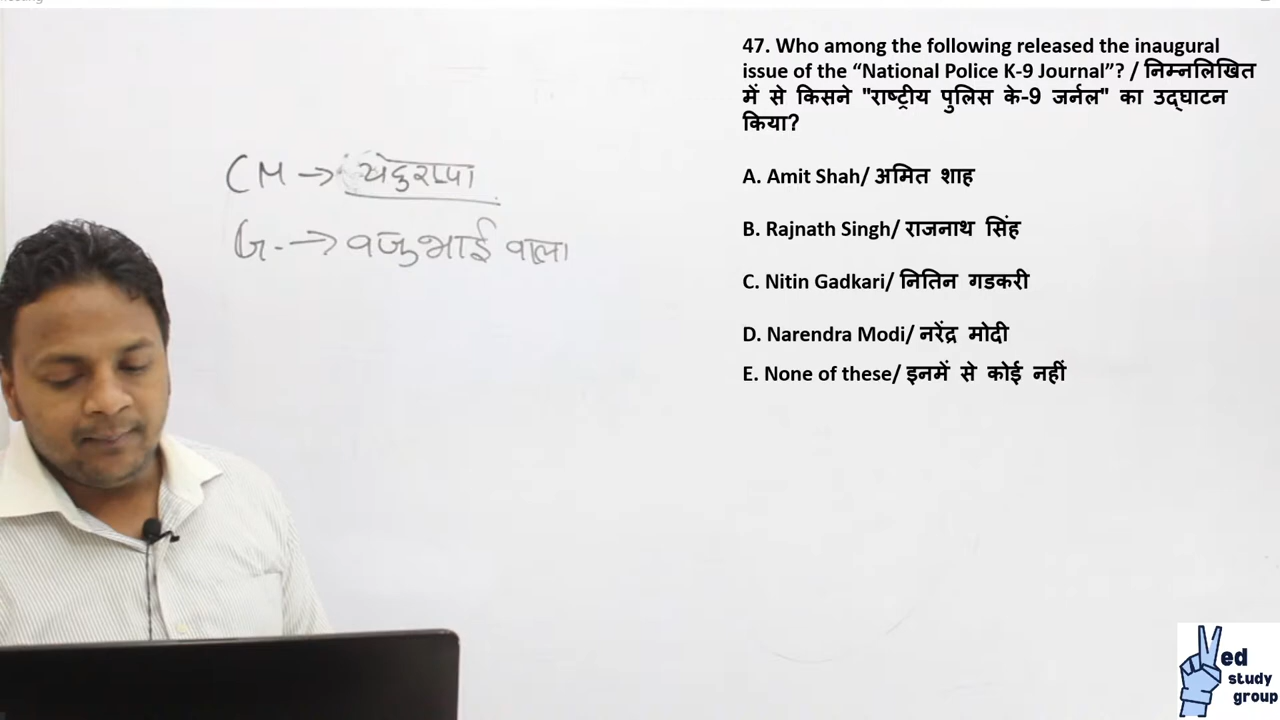 47. Who among the following released the inaugural
issue of the “National Police K-9 Journal”? / निम्नलिखित
में से किसने "राष्ट्रीय पुलिस के-9 जर्नल" का उद्घाटन
किया?
CM → येदुरप्पा
G. → वजुभाई वाला
A. Amit Shah/ अमित शाह
B. Rajnath Singh/ राजनाथ सिंह
C. Nitin Gadkari/ नितिन गडकरी
D. Narendra Modi/ नरेंद्र मोदी
E. None of these/ इनमें से कोई नहीं
Ved
study
group